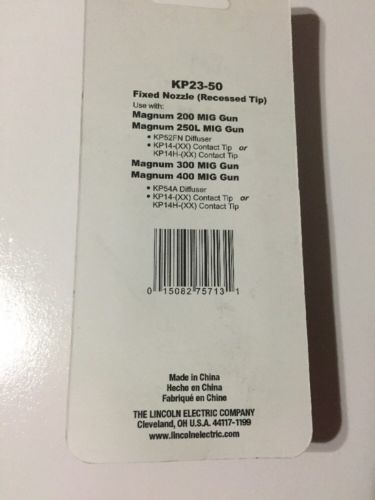 KP23-50
Fixed Nozzle (Recessed Tip)
Use with:
Magnum 200 MIG Gun
Magnum 250L MIG Gun
• KP52FN Diffuser
• KP14-(XX) Contact Tip or
KP14H-(XX) Contact Tip
Magnum 300 MIG Gun
Magnum 400 MIG Gun
• KP54A Diffuser
• KP14-(XX) Contact Tip or
KP14H-(XX) Contact Tip
0 15082 75713 1
Made in China
Hecho en China
Fabriqué en Chine
THE LINCOLN ELECTRIC COMPANY
Cleveland, OH U.S.A. 44117-1199
www.lincolnelectric.com